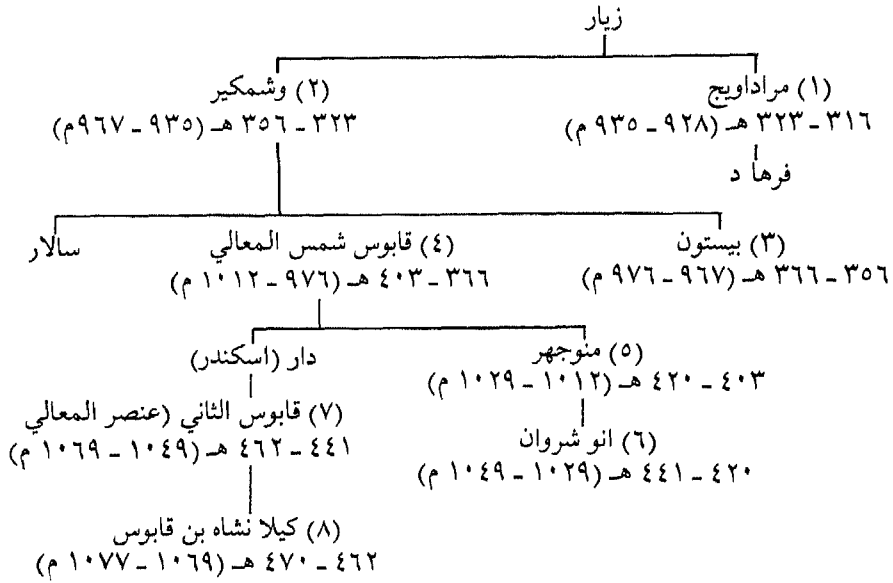 زيار
(١) مراداويج
٣١٦ - ٣٢٣ هـ (٩٢٨ - ٩٣٥ م)
(٢) وشمكير
٣٢٣ - ٣٥٦ هـ (٩٣٥ - ٩٦٧ م)
فرها د
(٣) بيستون
٣٥٦ - ٣٦٦ هـ (٩٦٧ - ٩٧٦ م)
(٤) قابوس شمس المعالي
٣٦٦ - ٤٠٣ هـ (٩٧٦ - ١٠١٢ م)
سالار
(٥) منوجهر
٤٠٣ - ٤٢٠ هـ (١٠١٢ - ١٠٢٩ م)
دار (اسكندر)
(٦) انو شروان
٤٢٠ - ٤٤١ هـ (١٠٢٩ - ١٠٤٩ م)
(٧) قابوس الثاني (عنصر المعالي
٤٤١ - ٤٦٢ هـ (١٠٤٩ - ١٠٦٩ م)
(٨) كيلا نشاه بن قابوس
٤٦٢ - ٤٧٠ هـ (١٠٦٩ - ١٠٧٧ م)